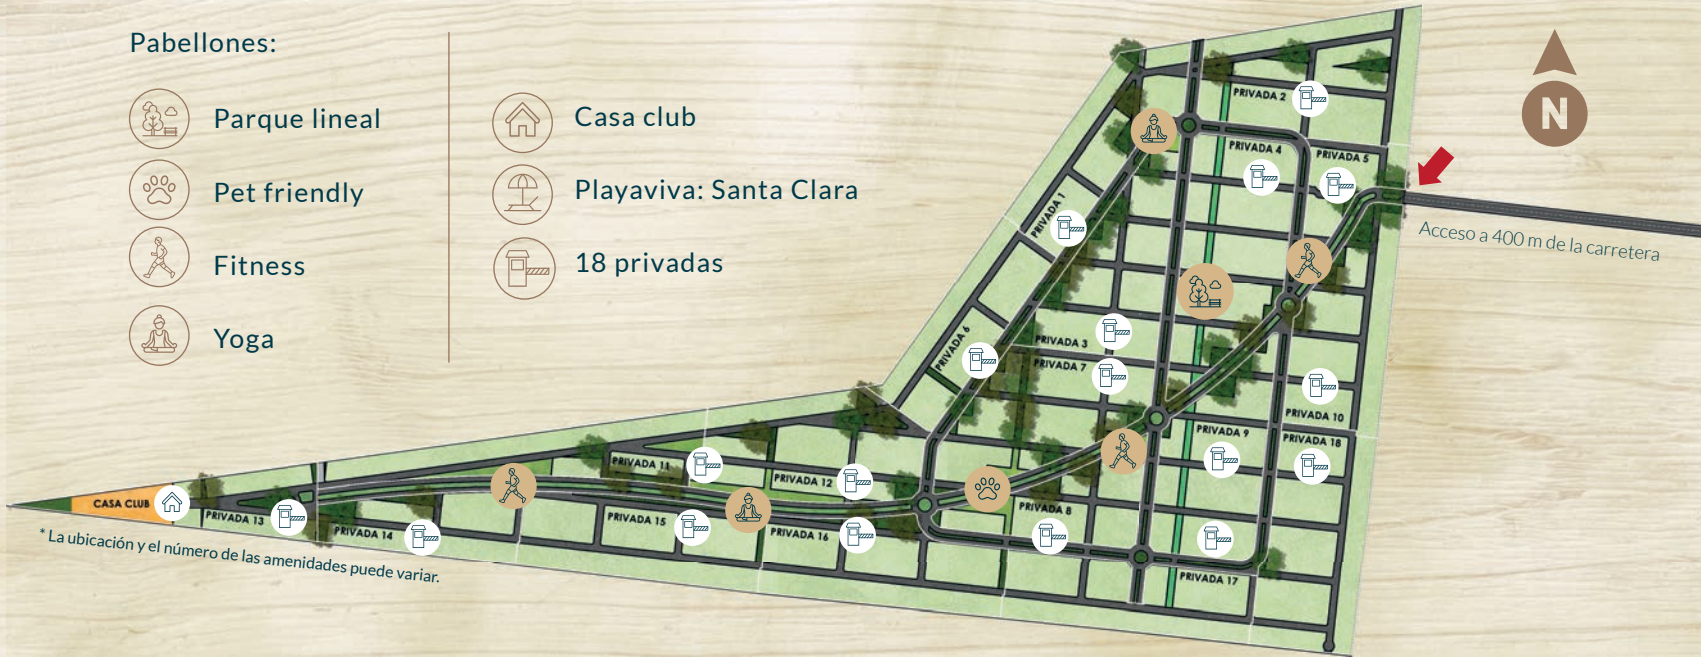 Pabellones:
Parque lineal
Pet friendly
Fitness
Yoga
Casa club
Playaviva: Santa Clara
18 privadas
N
Acceso a 400 m de la carretera
PRIVADA 2
PRIVADA 4
PRIVADA 5
PRIVADA 1
PRIVADA 6
PRIVADA 3
PRIVADA 7
PRIVADA 10
PRIVADA 9
PRIVADA 18
PRIVADA 11
PRIVADA 12
CASA CLUB
PRIVADA 13
PRIVADA 14
PRIVADA 15
PRIVADA 16
PRIVADA 8
PRIVADA 17
* La ubicación y el número de las amenidades puede variar.